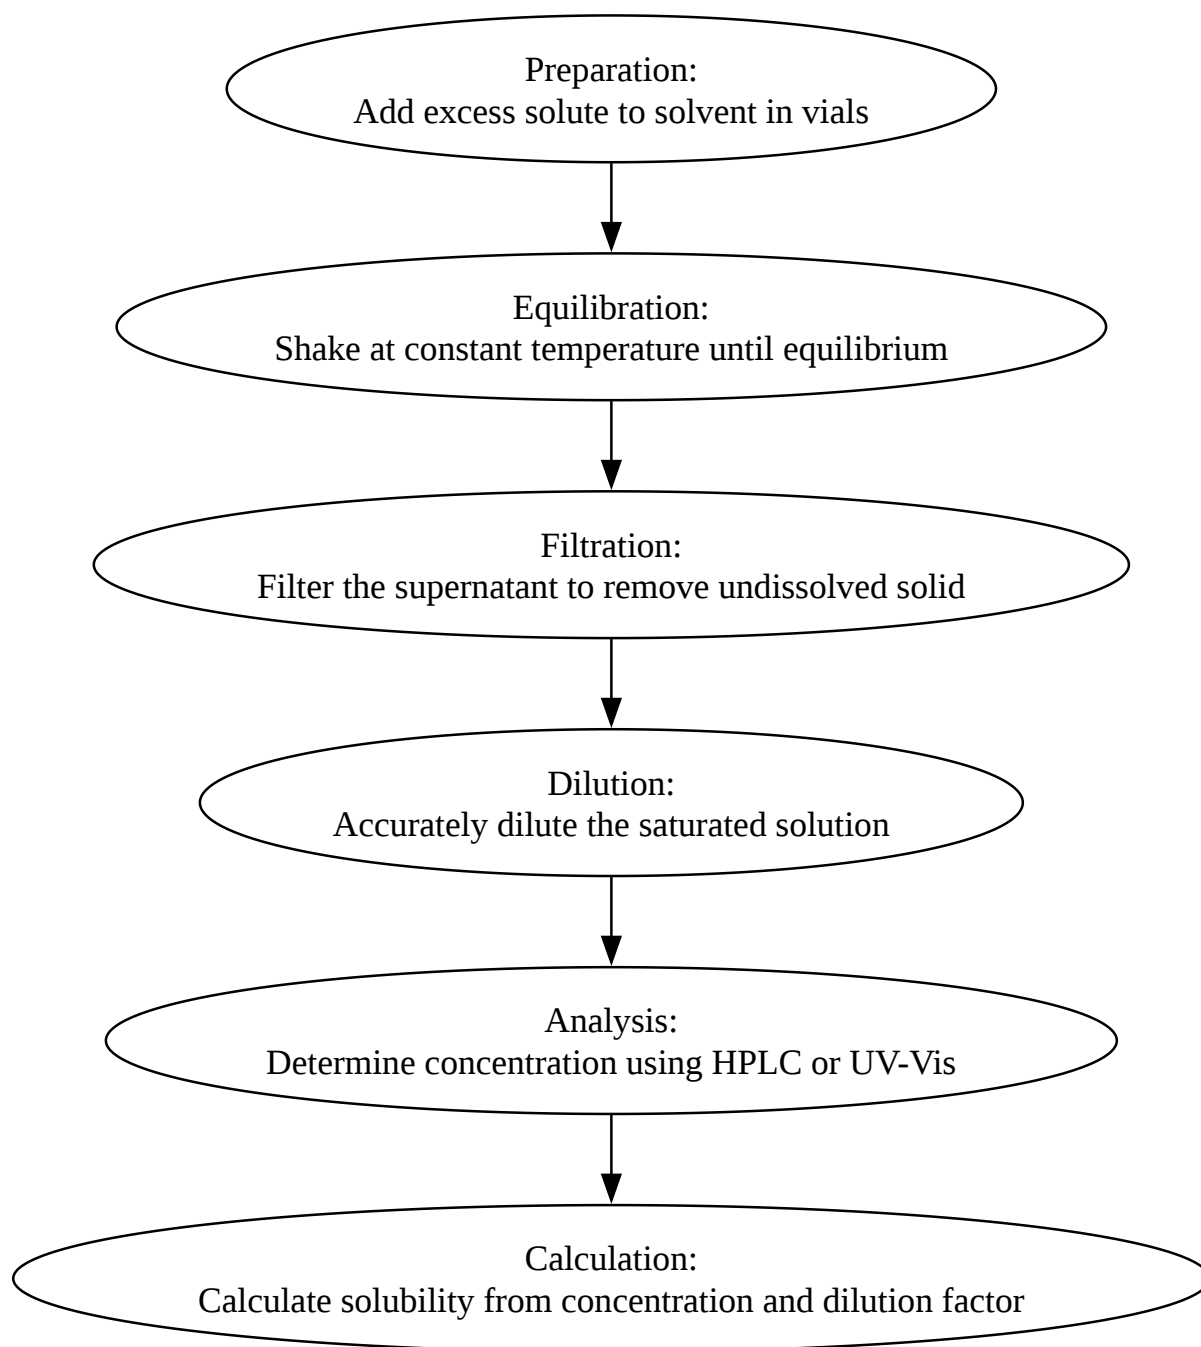 Preparation:
Add excess solute to solvent in vials
Equilibration:
Shake at constant temperature until equilibrium
Filtration:
Filter the supernatant to remove undissolved solid
Dilution:
Accurately dilute the saturated solution
Analysis:
Determine concentration using HPLC or UV-Vis
Calculation:
Calculate solubility from concentration and dilution factor